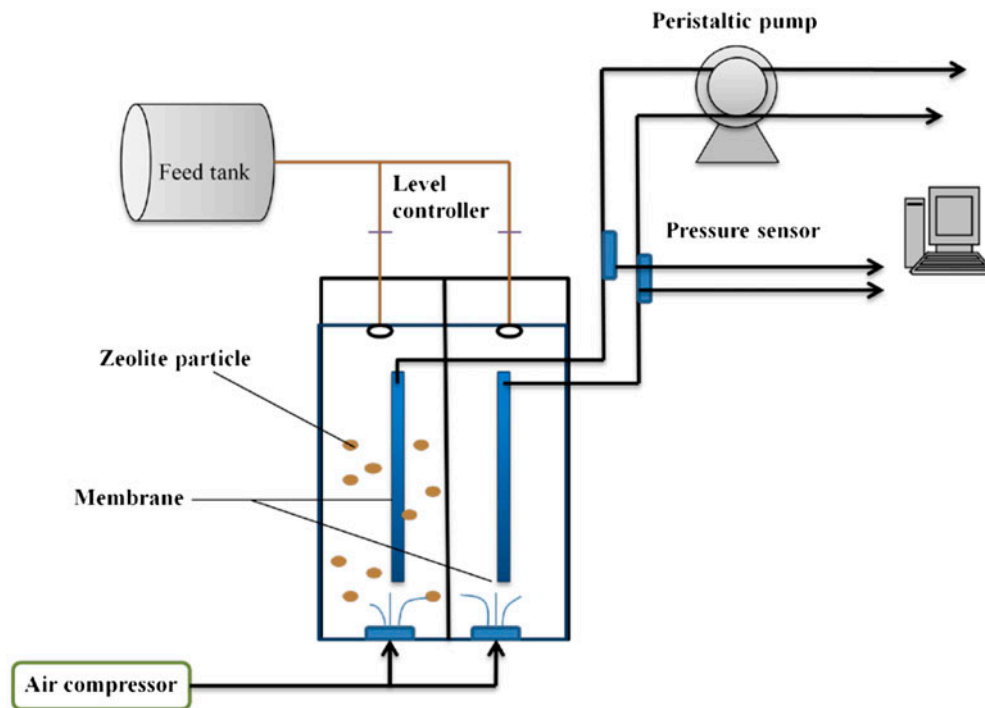 Peristaltic pump
Feed tank
Level
controller
Pressure sensor
Zeolite particle
Membrane
Air compressor